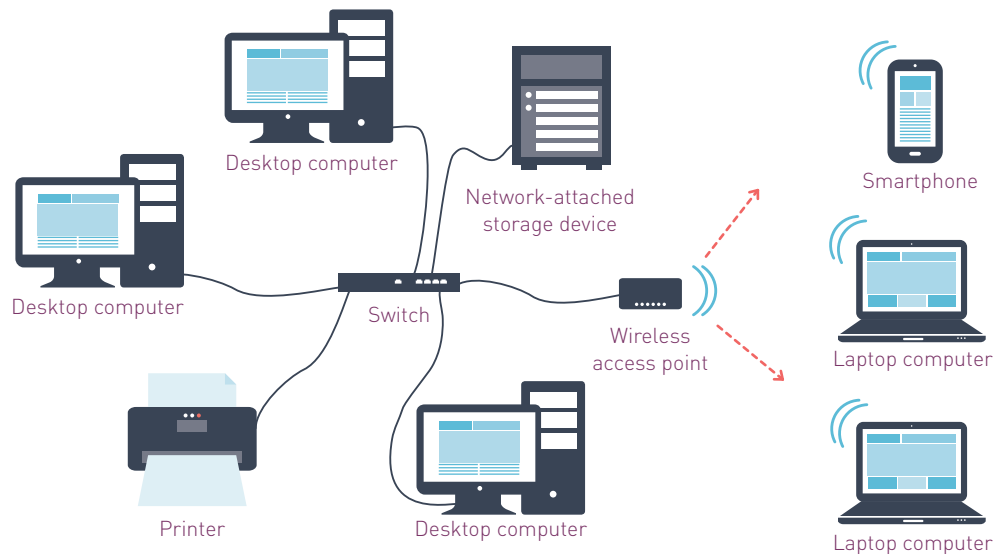 Desktop computer
Network-attached
storage device
Smartphone
Desktop computer
Switch
Wireless
access point
Laptop computer
Printer
Desktop computer
Laptop computer